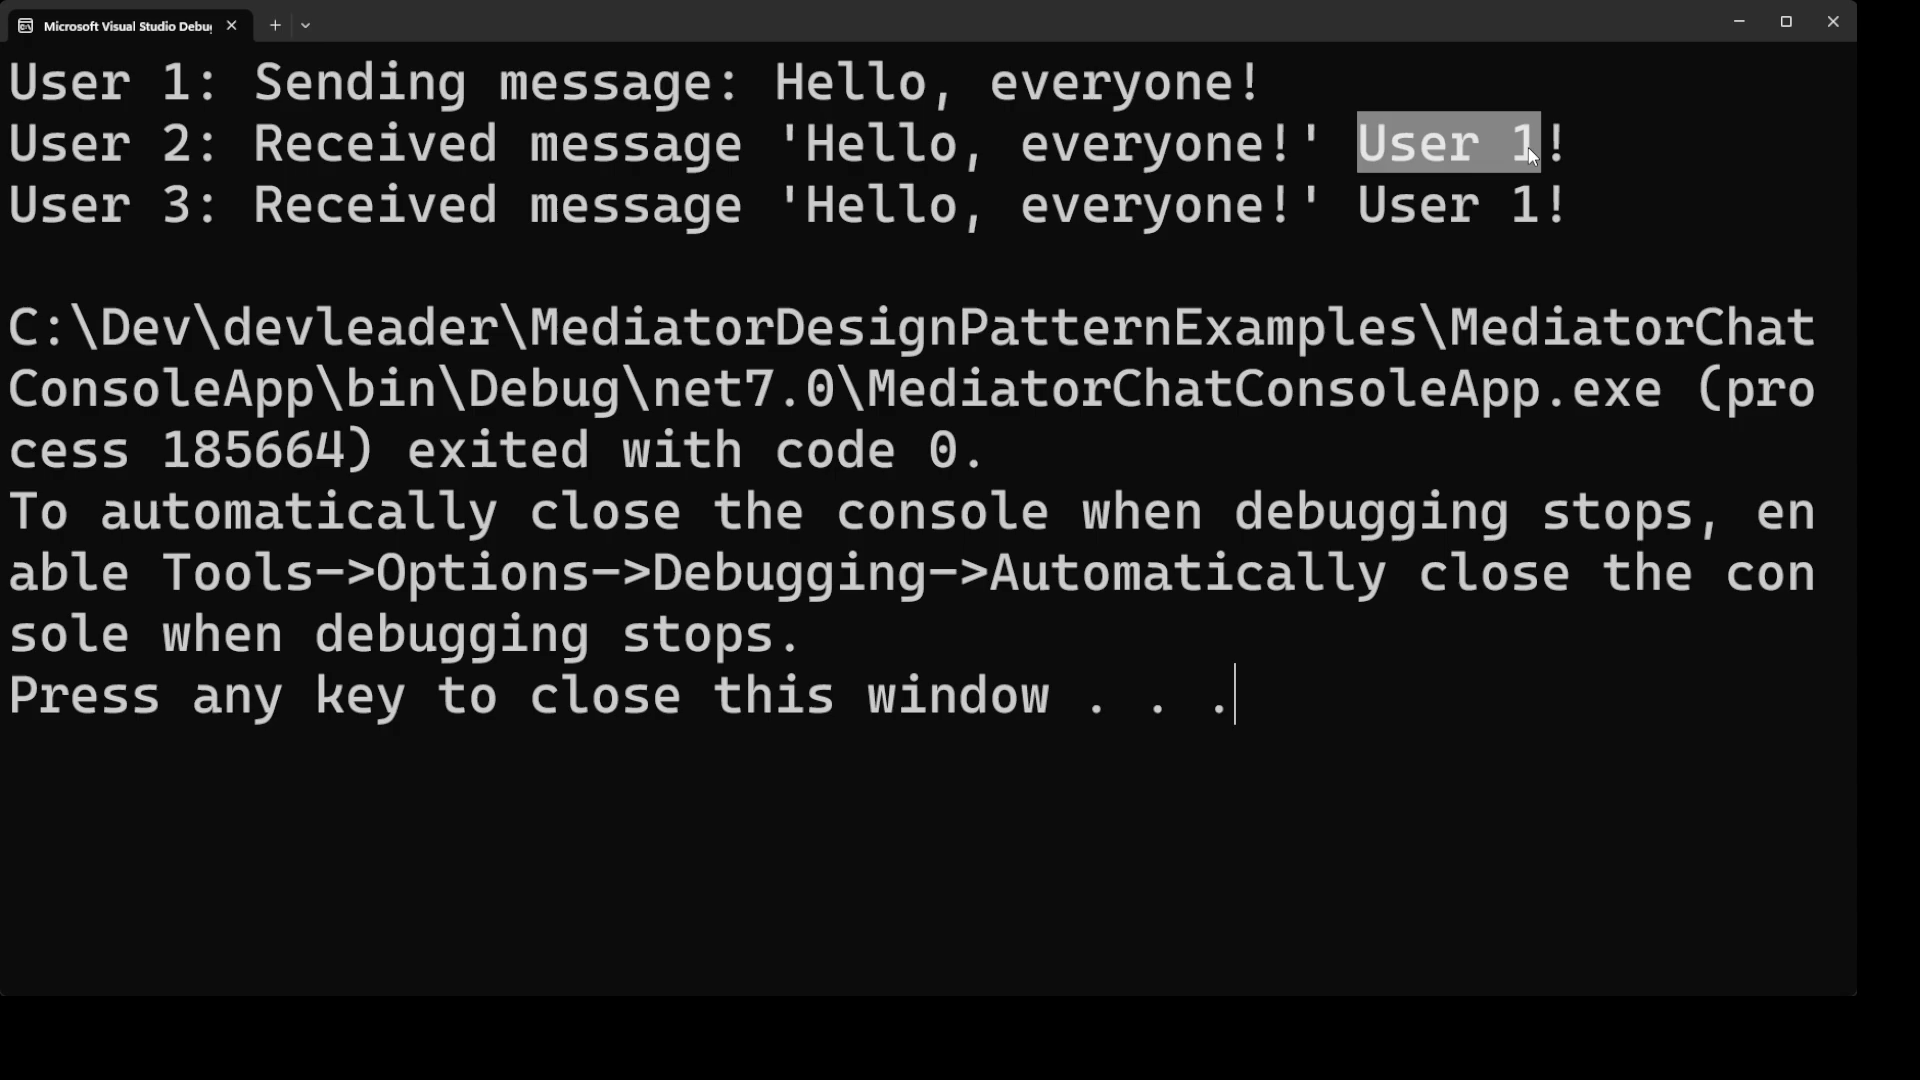 Microsoft Visual Studio Debu
User 1: Sending message: Hello, everyone!
User 2: Received message 'Hello, everyone!' User 1!
User 3: Received message 'Hello, everyone!' User 1!
C:\Dev\devleader\MediatorDesignPatternExamples\MediatorChat
ConsoleApp\bin\Debug\net7.0\MediatorChatConsoleApp.exe (pro
cess 185664) exited with code 0.
To automatically close the console when debugging stops, en
able Tools->Options->Debugging->Automatically close the con
sole when debugging stops.
Press any key to close this window . . .